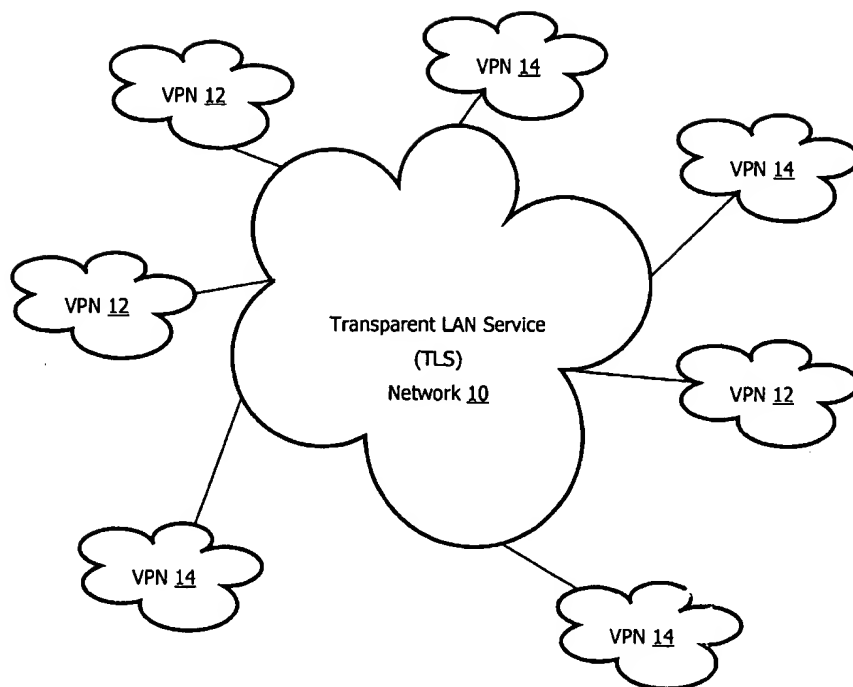 VPN 14
VPN 12
VPN 14
VPN 12
Transparent LAN Service
(TLS)
Network 10
VPN 12
VPN 14
VPN 14